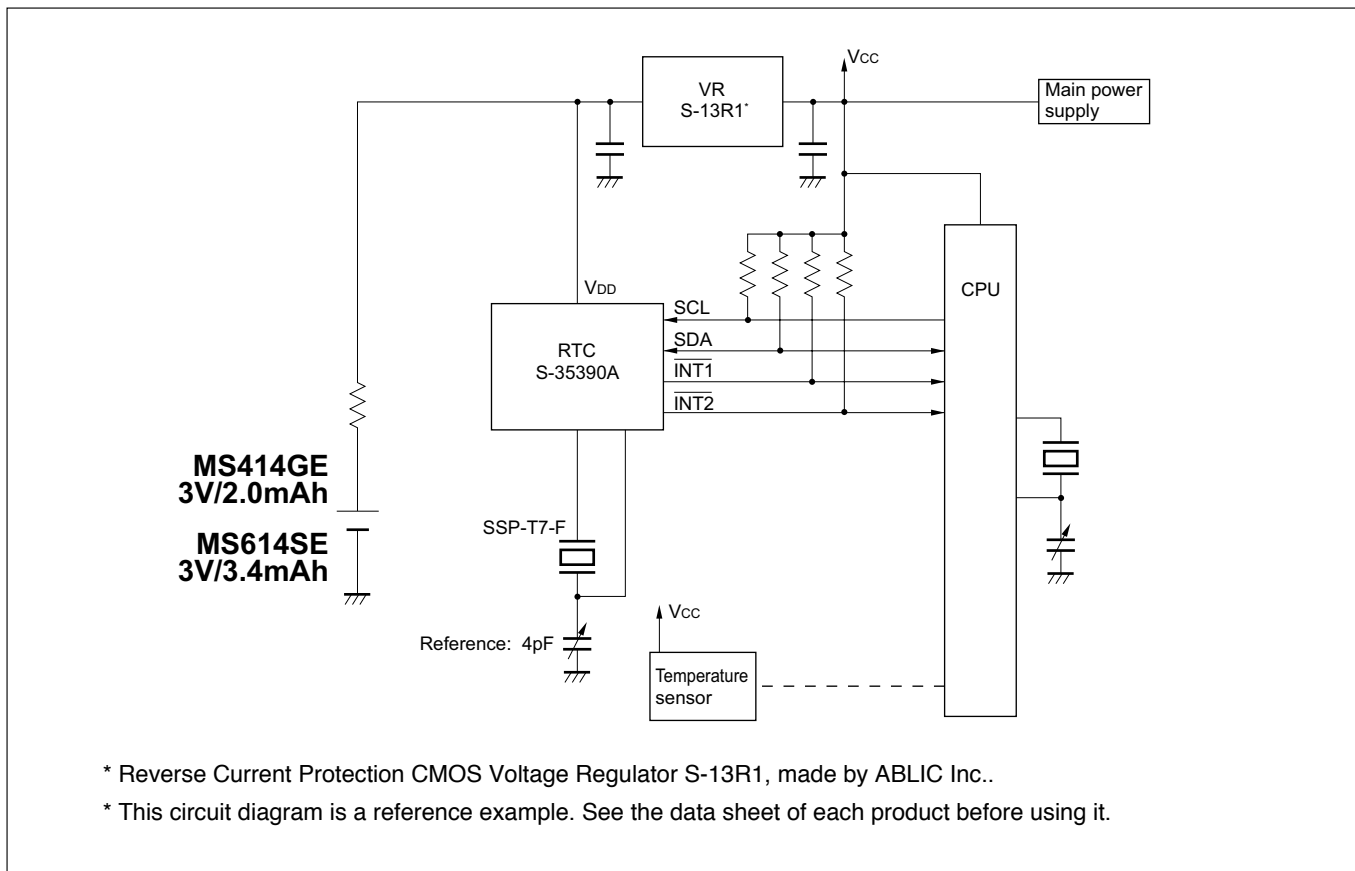 Vcc
VR
S-13R1*
Main power
supply
VDD
SCL
SDA
INT1
INT2
RTC
S-35390A
CPU
MS414GE
3V/2.0mAh
MS614SE
3V/3.4mAh
SSP-T7-F
Reference: 4pF
Vcc
Temperature
sensor
* Reverse Current Protection CMOS Voltage Regulator S-13R1, made by ABLIC Inc..
* This circuit diagram is a reference example. See the data sheet of each product before using it.